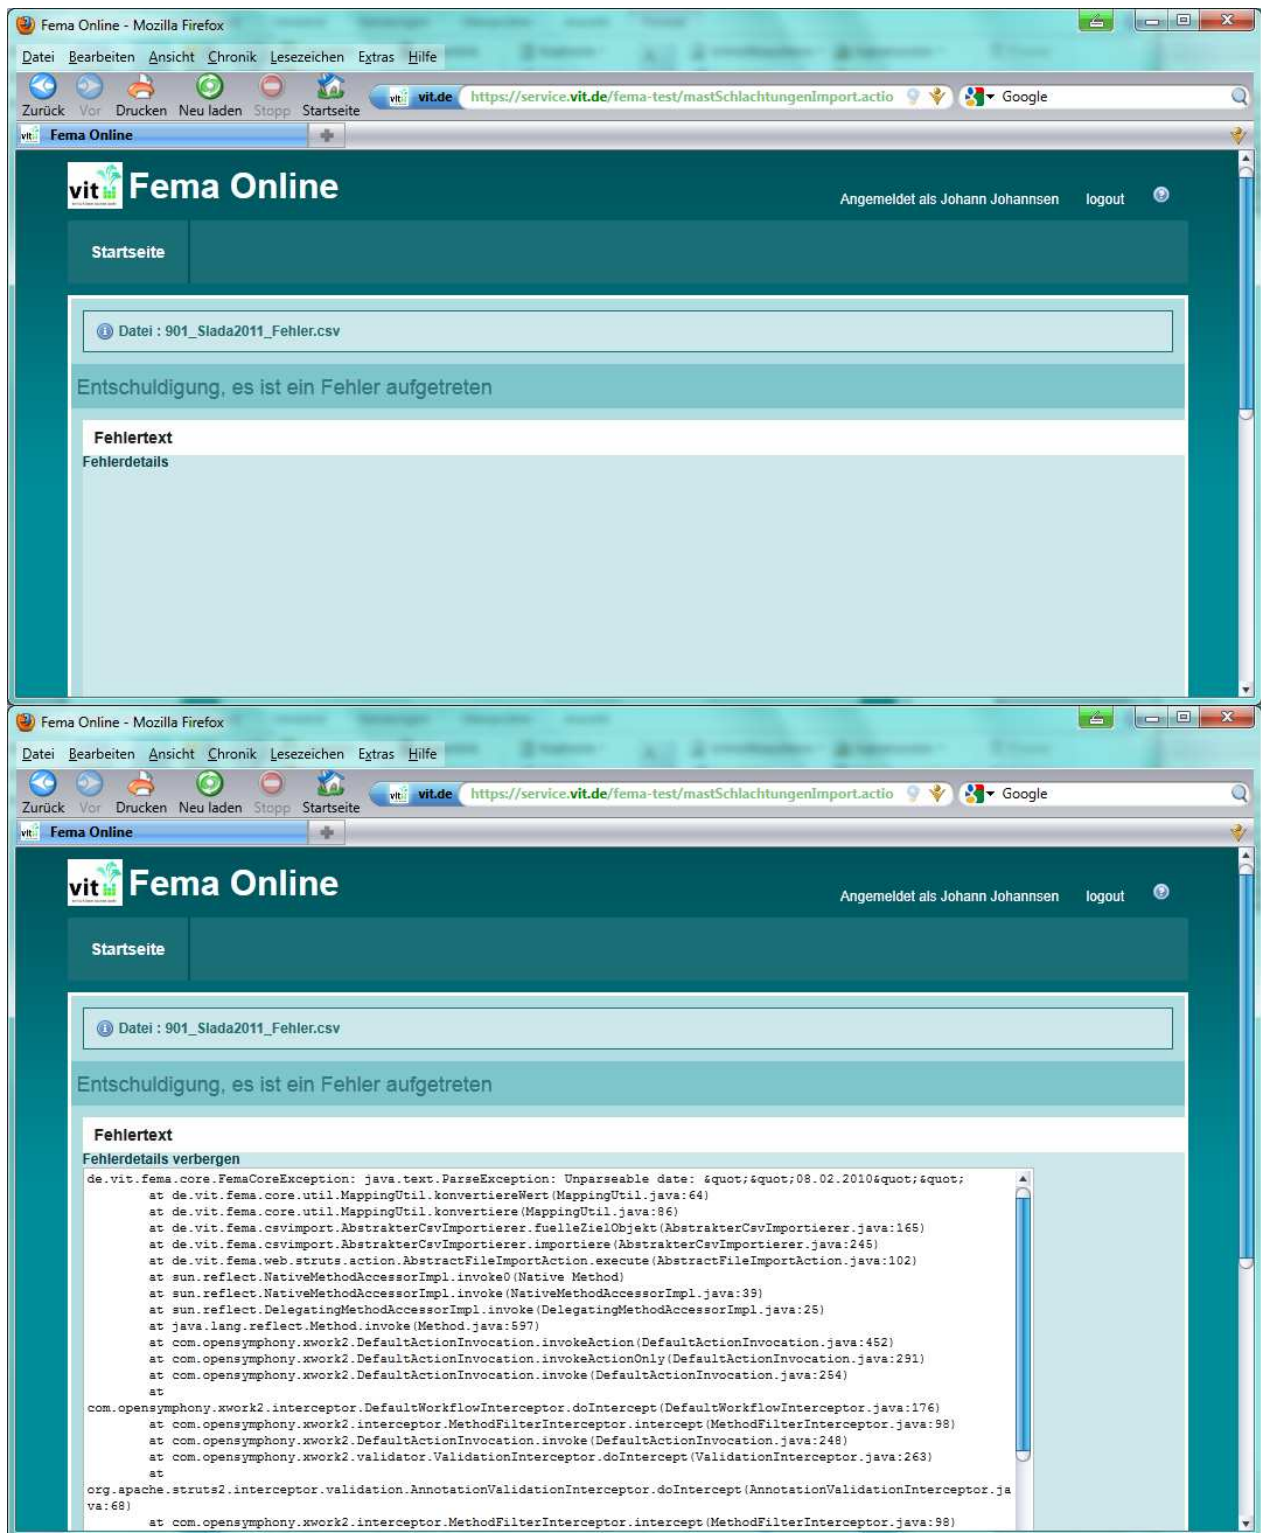 Fema Online - Mozilla Firefox
Datei Bearbeiten Ansicht Chronik Lesezeichen Extras Hilfe
Zurück Vor Drucken Neu laden Stopp Startseite vit vit.de https://service.vit.de/fema-test/mastSchlachtungenImport.actio Google
vit Fema Online
vit Fema Online
Angemeldet als Johann Johannsen logout
Startseite
Datei : 901_Slada2011_Fehler.csv
Entschuldigung, es ist ein Fehler aufgetreten
Fehlertext
Fehlerdetails
Fema Online - Mozilla Firefox
Datei Bearbeiten Ansicht Chronik Lesezeichen Extras Hilfe
Zurück Vor Drucken Neu laden Stopp Startseite vit vit.de https://service.vit.de/fema-test/mastSchlachtungenImport.actio Google
vit Fema Online
vit Fema Online
Angemeldet als Johann Johannsen logout
Startseite
Datei : 901_Slada2011_Fehler.csv
Entschuldigung, es ist ein Fehler aufgetreten
Fehlertext
Fehlerdetails verbergen
de.vit.fema.core.FemaCoreException: java.text.ParseException: Unparseable date: &quot;&quot;08.02.2010&quot;&quot;
at de.vit.fema.core.util.MappingUtil.konvertiereWert(MappingUtil.java:64)
at de.vit.fema.core.util.MappingUtil.konvertiere(MappingUtil.java:86)
at de.vit.fema.csvimport.AbstrakterCsvImportierer.fuelleZielObjekt(AbstrakterCsvImportierer.java:165)
at de.vit.fema.csvimport.AbstrakterCsvImportierer.importiere(AbstrakterCsvImportierer.java:245)
at de.vit.fema.web.struts.action.AbstractFileImportAction.execute(AbstractFileImportAction.java:102)
at sun.reflect.NativeMethodAccessorImpl.invoke0(Native Method)
at sun.reflect.NativeMethodAccessorImpl.invoke(NativeMethodAccessorImpl.java:39)
at sun.reflect.DelegatingMethodAccessorImpl.invoke(DelegatingMethodAccessorImpl.java:25)
at java.lang.reflect.Method.invoke(Method.java:597)
at com.opensymphony.xwork2.DefaultActionInvocation.invokeAction(DefaultActionInvocation.java:452)
at com.opensymphony.xwork2.DefaultActionInvocation.invokeActionOnly(DefaultActionInvocation.java:291)
at com.opensymphony.xwork2.DefaultActionInvocation.invoke(DefaultActionInvocation.java:254)
at
com.opensymphony.xwork2.interceptor.DefaultWorkflowInterceptor.doIntercept(DefaultWorkflowInterceptor.java:176)
at com.opensymphony.xwork2.interceptor.MethodFilterInterceptor.intercept(MethodFilterInterceptor.java:98)
at com.opensymphony.xwork2.DefaultActionInvocation.invoke(DefaultActionInvocation.java:248)
at com.opensymphony.xwork2.validator.ValidationInterceptor.doIntercept(ValidationInterceptor.java:263)
at
org.apache.struts2.interceptor.validation.AnnotationValidationInterceptor.doIntercept(AnnotationValidationInterceptor.ja
va:68)
at com.opensymphony.xwork2.interceptor.MethodFilterInterceptor.intercept(MethodFilterInterceptor.java:98)